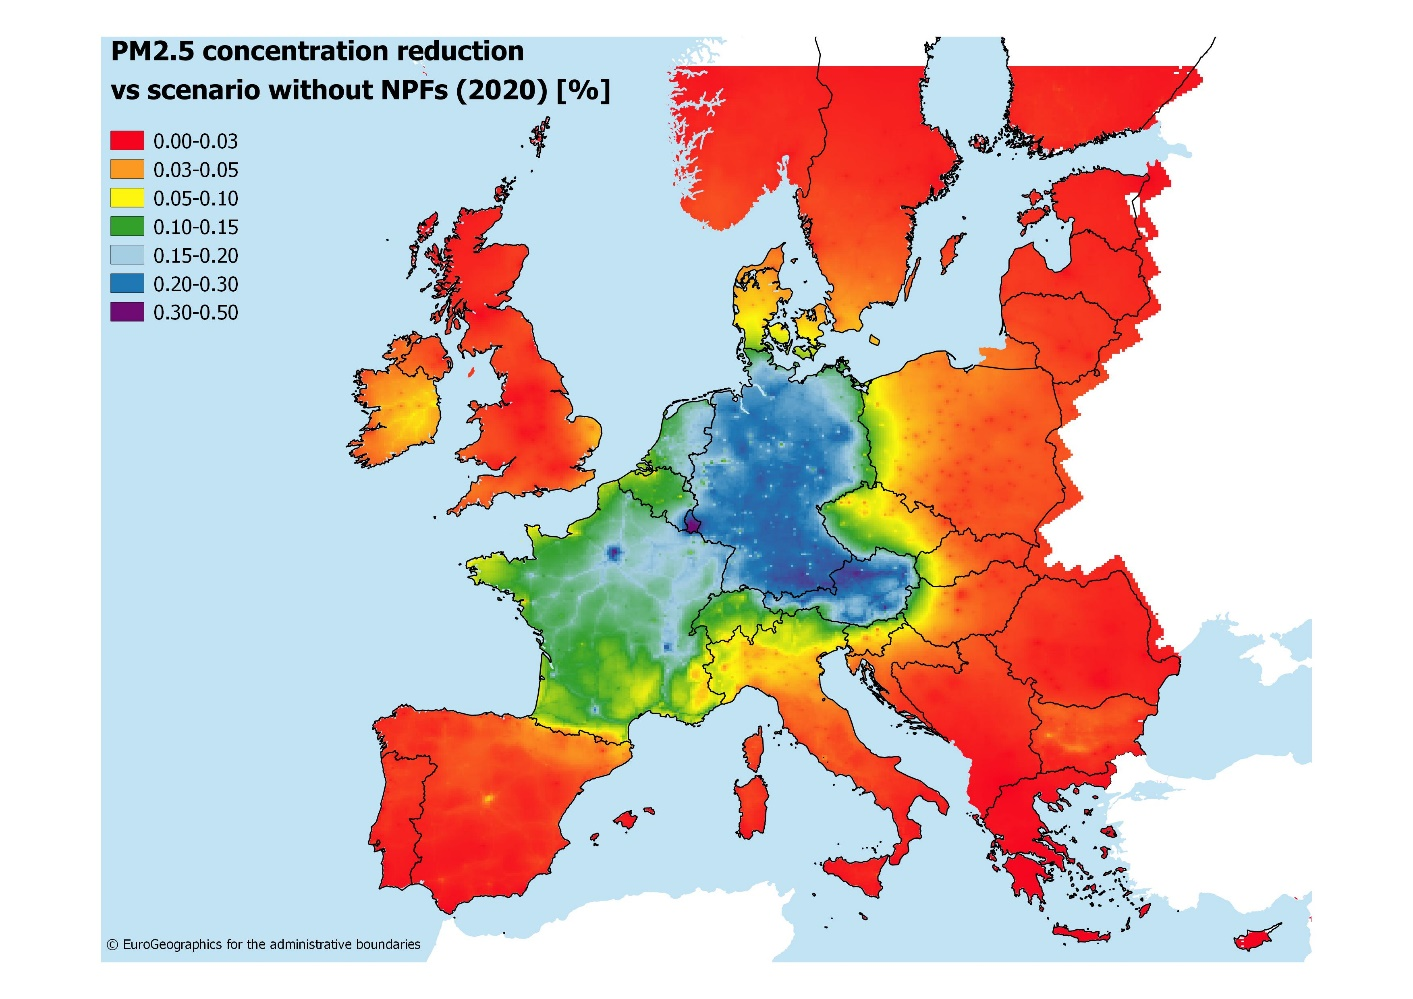 PM2.5 concentration reduction
vs scenario without NPFs (2020) [%]
0.00-0.03
0.03-0.05
0.05-0.10
0.10-0.15
0.15-0.20
0.20-0.30
0.30-0.50
© EuroGeographics for the administrative boundaries